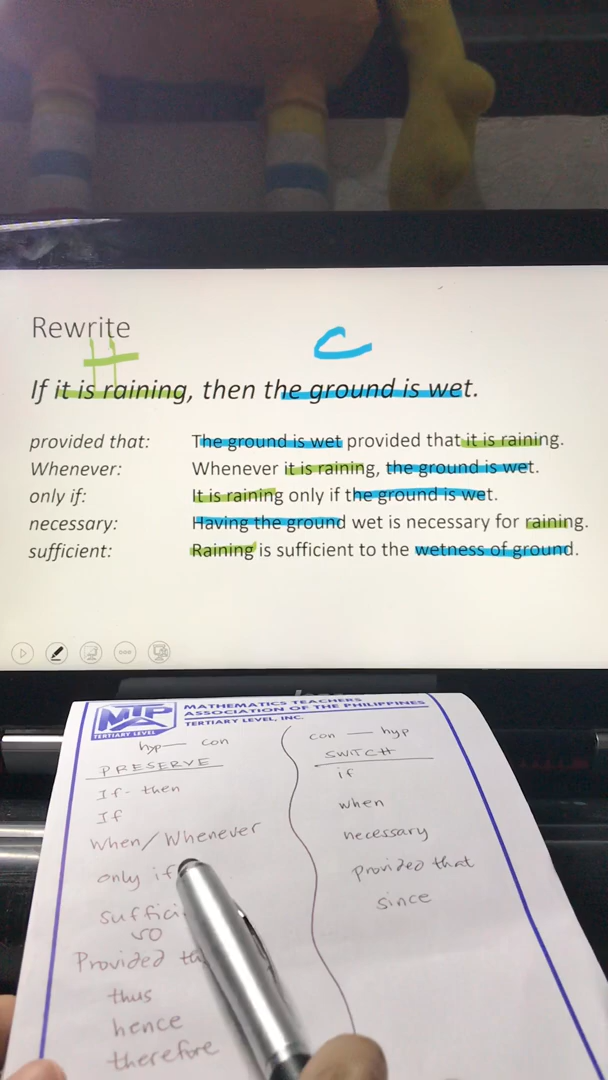 Rewrite
H
C
If it is raining, then the ground is wet.
provided that: The ground is wet provided that it is raining.
Whenever: Whenever it is raining, the ground is wet.
only if: It is raining only if the ground is wet.
necessary: Having the ground wet is necessary for raining.
sufficient: Raining is sufficient to the wetness of ground.
MTP
TERTIARY LEVEL
MATHEMATICS TEACHERS
ASSOCIATION OF THE PHILIPPINES
TERTIARY LEVEL, INC.
hyp — con
PRESERVE
If - then
If
When/Whenever
only if
so
Provided
thus
hence
therefore
con — hyp
SWITCH
if
when
necessary
provided that
since